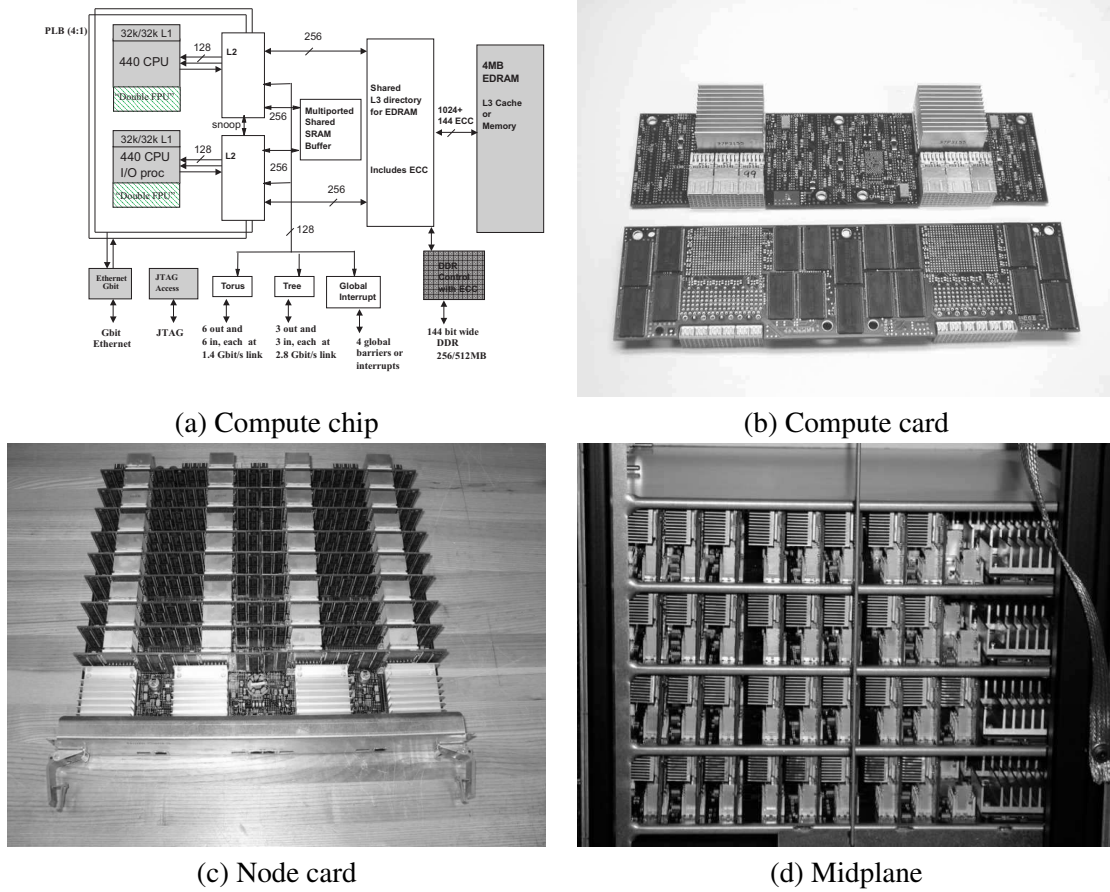 PLB (4:1)
32k/32k L1
440 CPU
"Double FPU"
128
L2
256
snoop
32k/32k L1
440 CPU
I/O proc
"Double FPU"
128
L2
256
256
256
Multiported
Shared
SRAM
Buffer
Shared
L3 directory
for EDRAM
Includes ECC
1024+
144 ECC
4MB
EDRAM
L3 Cache
or
Memory
128
Ethernet
Gbit
JTAG
Access
Torus
Tree
Global
Interrupt
DDR
Control
with ECC
Gbit
Ethernet
JTAG
6 out and
6 in, each at
1.4 Gbit/s link
3 out and
3 in, each at
2.8 Gbit/s link
4 global
barriers or
interrupts
144 bit wide
DDR
256/512MB
(a) Compute chip
99
(b) Compute card
(c) Node card
(d) Midplane